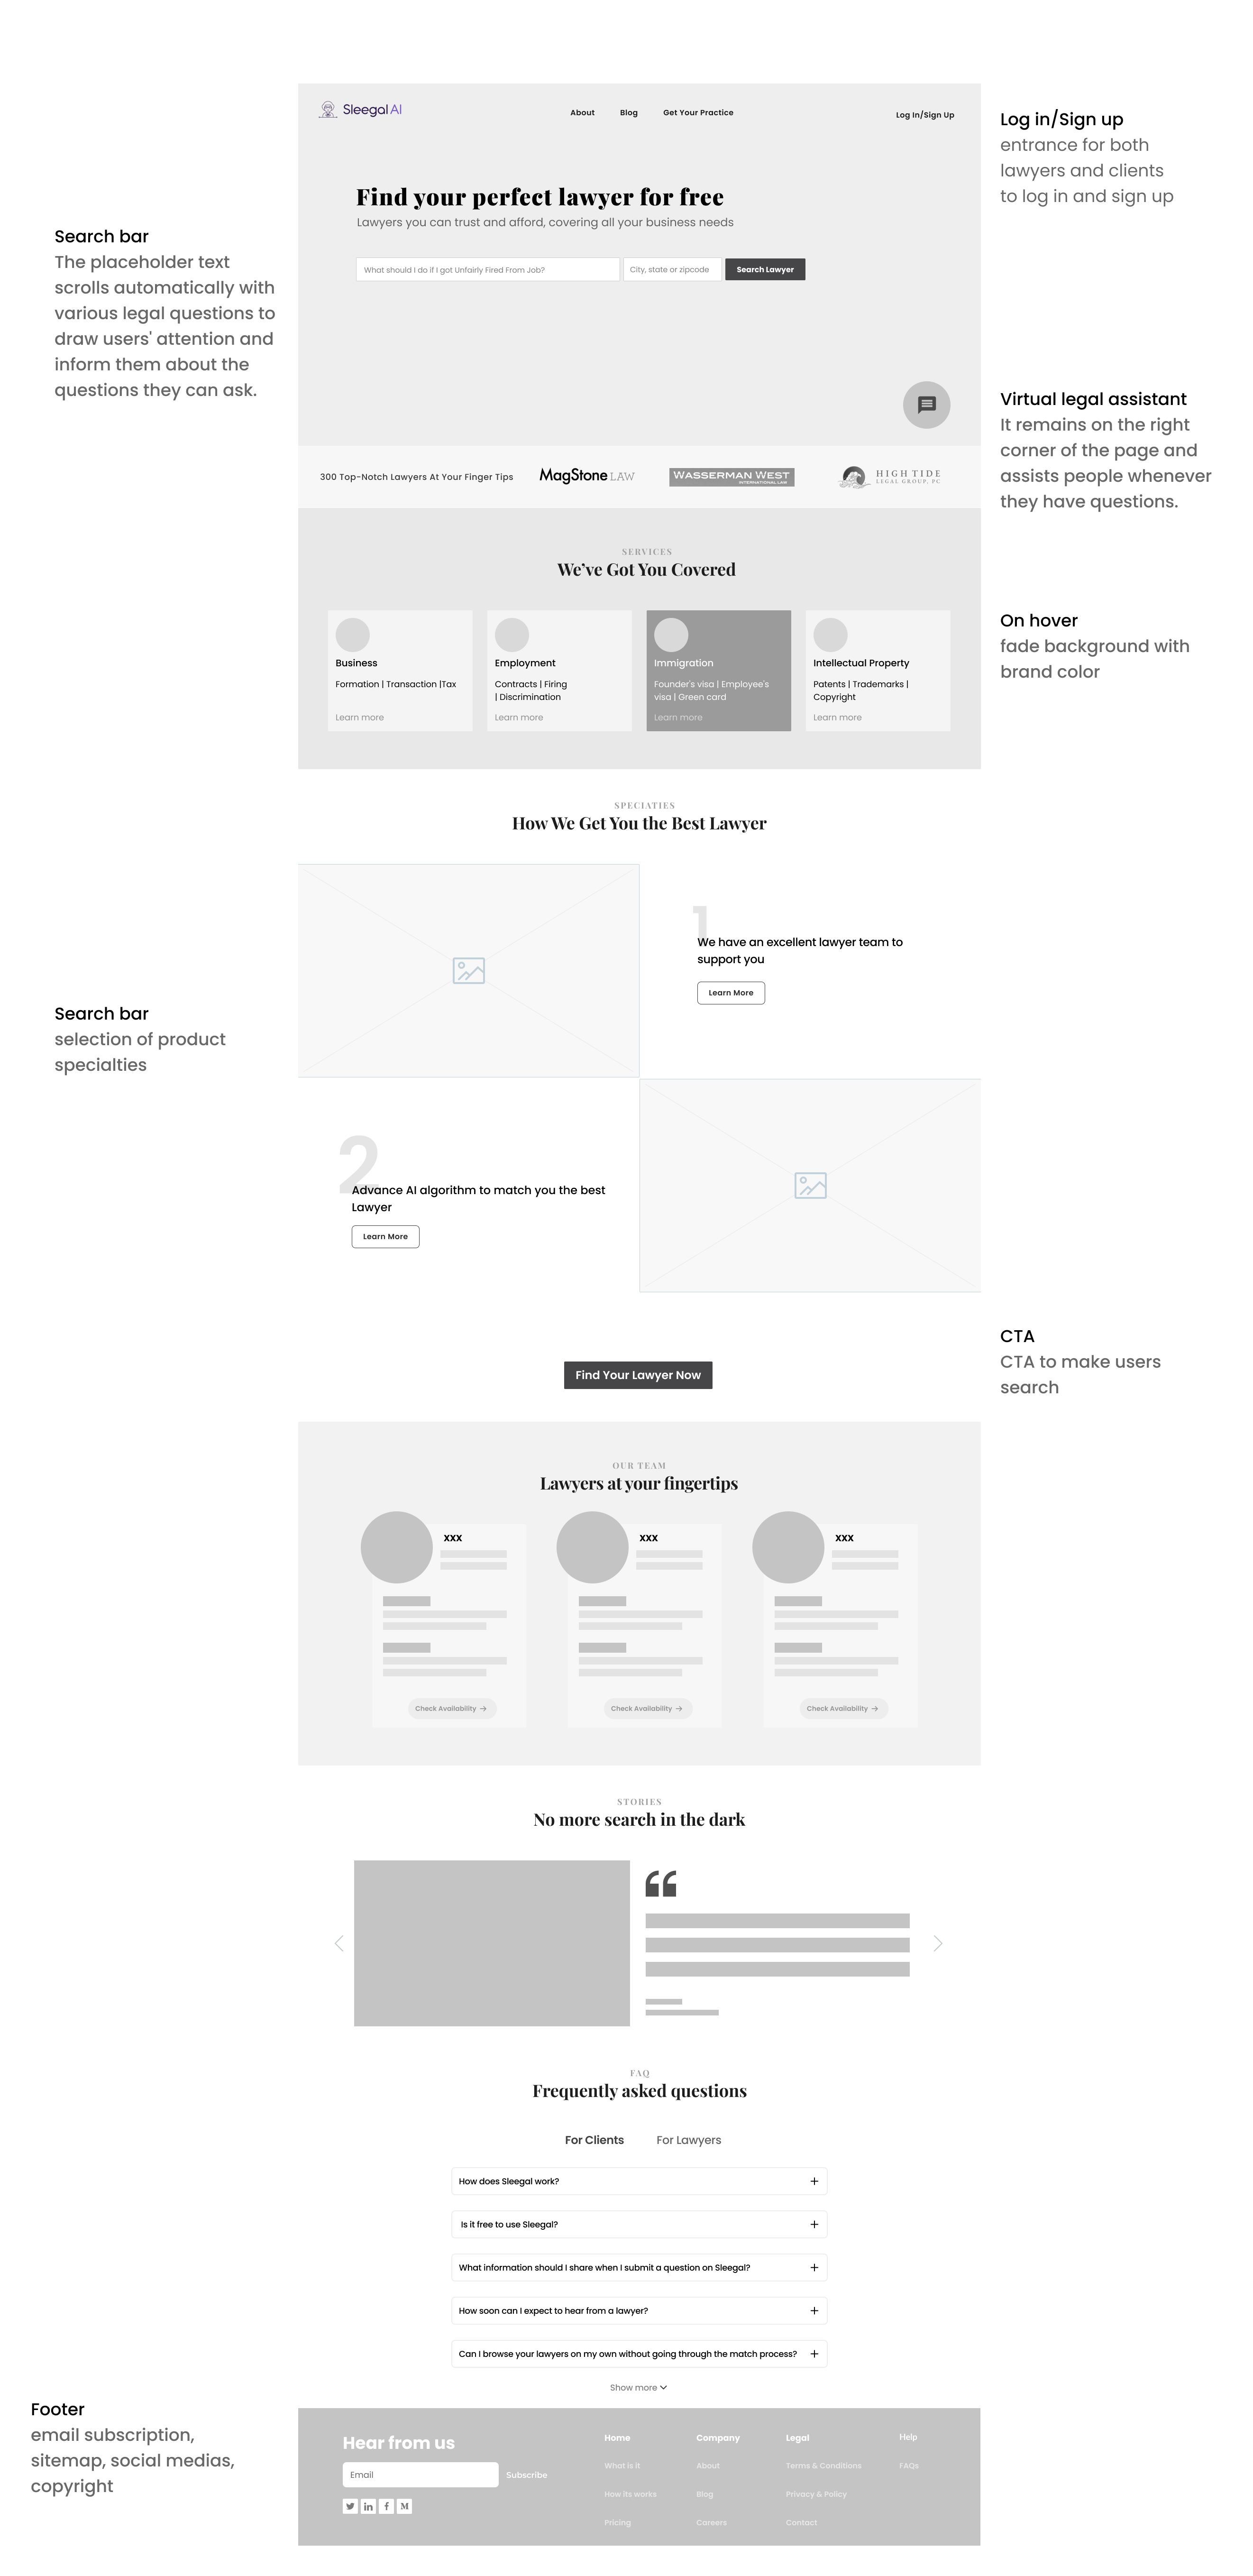 Sleegal AI
About
Blog
Get Your Practice
Log In/Sign Up
Log in/Sign up
entrance for both
lawyers and clients
to log in and sign up
Find your perfect lawyer for free
Lawyers you can trust and afford, covering all your business needs
Search bar
The placeholder text
scrolls automatically with
various legal questions to
draw users' attention and
inform them about the
questions they can ask.
What should I do if I got Unfairly Fired From Job?
City, state or zipcode
Search Lawyer
Virtual legal assistant
It remains on the right
corner of the page and
assists people whenever
they have questions.
300 Top-Notch Lawyers At Your Finger Tips
MagStone LAW
WASSERMAN WEST
INTERNATIONAL LAW
HIGH TIDE
LEGAL GROUP, PC
SERVICES
We've Got You Covered
On hover
fade background with
brand color
Business
Formation | Transaction |Tax
Learn more
Employment
Contracts | Firing
| Discrimination
Learn more
Immigration
Founder's visa | Employee's
visa | Green card
Learn more
Intellectual Property
Patents | Trademarks |
Copyright
Learn more
SPECIATIES
How We Get You the Best Lawyer
1
We have an excellent lawyer team to
support you
Learn More
Search bar
selection of product
specialties
2
Advance AI algorithm to match you the best
Lawyer
Learn More
CTA
CTA to make users
search
Find Your Lawyer Now
OUR TEAM
Lawyers at your fingertips
XXX
Check Availability →
XXX
Check Availability →
XXX
Check Availability →
STORIES
No more search in the dark
FAQ
Frequently asked questions
For Clients
For Lawyers
How does Sleegal work?
Is it free to use Sleegal?
What information should I share when I submit a question on Sleegal?
How soon can I expect to hear from a lawyer?
Can I browse your lawyers on my own without going through the match process?
Show more
Footer
email subscription,
sitemap, social medias,
copyright
Hear from us
Email
Subscribe
Home
What is it
How its works
Pricing
Company
About
Blog
Careers
Legal
Terms & Conditions
Privacy & Policy
Contact
Help
FAQs